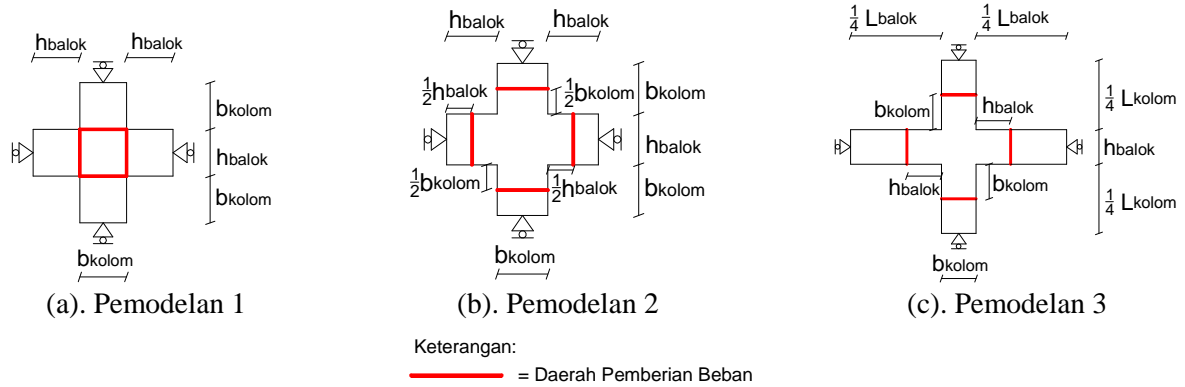 hbalok
hbalok
bkolom
hbalok
bkolom
bkolom
(a). Pemodelan 1
hbalok
hbalok
½hbalok
½bkolom
bkolom
hbalok
½bkolom
½hbalok
bkolom
bkolom
(b). Pemodelan 2
¼ Lbalok
¼ Lbalok
bkolom
hbalok
¼ Lkolom
hbalok
hbalok
bkolom
¼ Lkolom
bkolom
(c). Pemodelan 3
Keterangan:
= Daerah Pemberian Beban